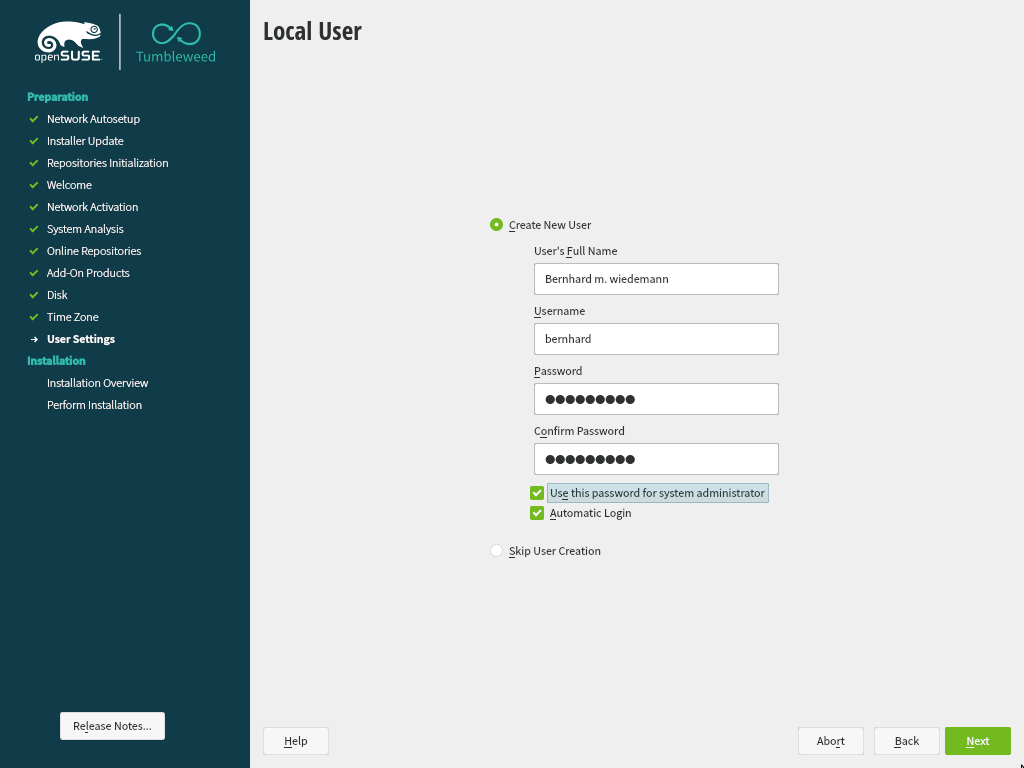 openSUSE
Tumbleweed
Preparation
Network Autosetup
Installer Update
Repositories Initialization
Welcome
Network Activation
System Analysis
Online Repositories
Add-On Products
Disk
Time Zone
User Settings
Installation
Installation Overview
Perform Installation
Release Notes...
Local User
Create New User
User's Full Name
Bernhard m. wiedemann
Username
bernhard
Password
●●●●●●●●●
Confirm Password
●●●●●●●●●
Use this password for system administrator
Automatic Login
Skip User Creation
Help
Abort
Back
Next